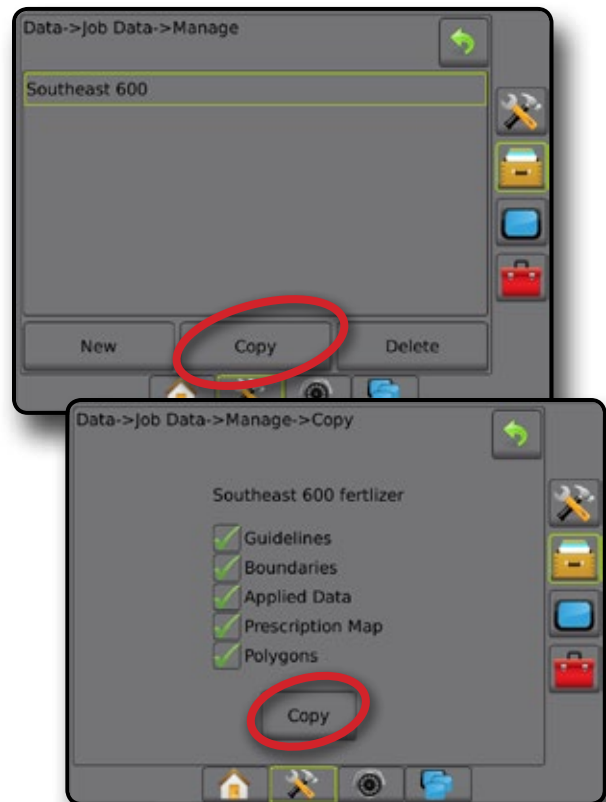 Data->Job Data->Manage
Southeast 600
New Copy Delete
Data->Job Data->Manage->Copy
Southeast 600 fertlizer
Guidelines
Boundaries
Applied Data
Prescription Map
Polygons
Copy